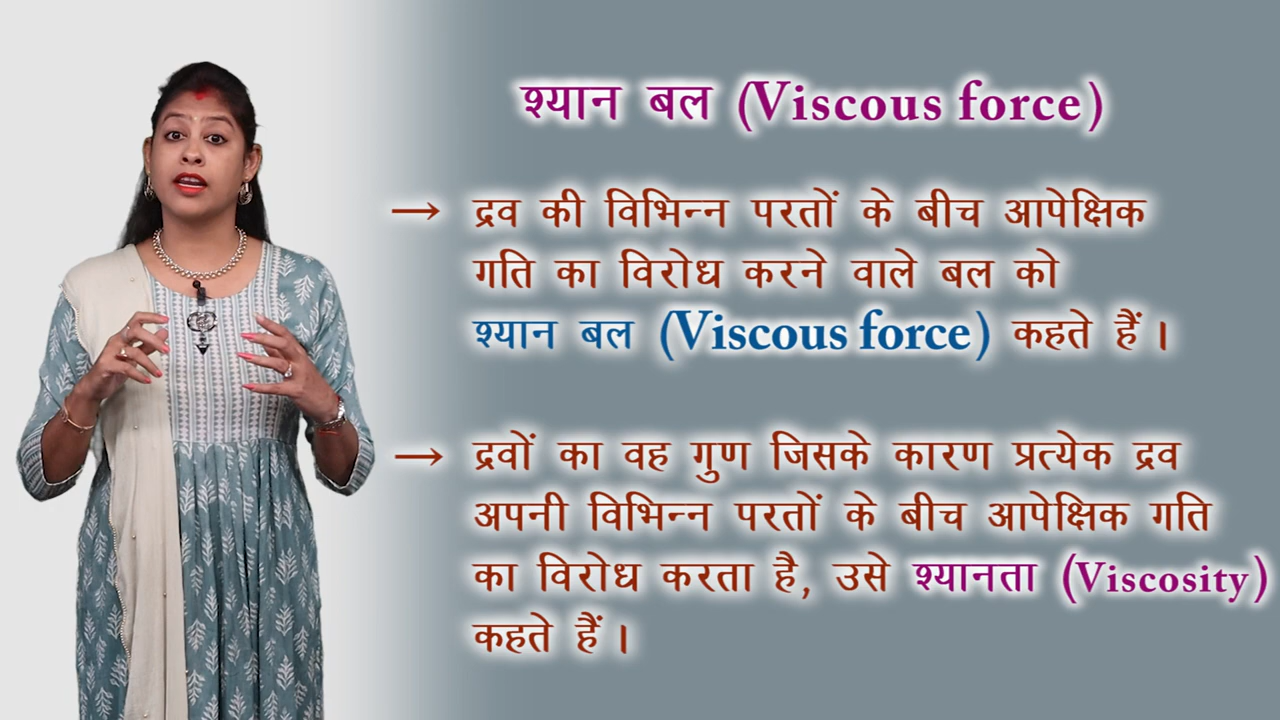 श्यान बल (Viscous force)
→ द्रव की विभिन्न परतों के बीच आपेक्षिक
गति का विरोध करने वाले बल को
श्यान बल (Viscous force) कहते हैं ।
→ द्रवों का वह गुण जिसके कारण प्रत्येक द्रव
अपनी विभिन्न परतों के बीच आपेक्षिक गति
का विरोध करता है, उसे श्यानता (Viscosity)
कहते हैं ।